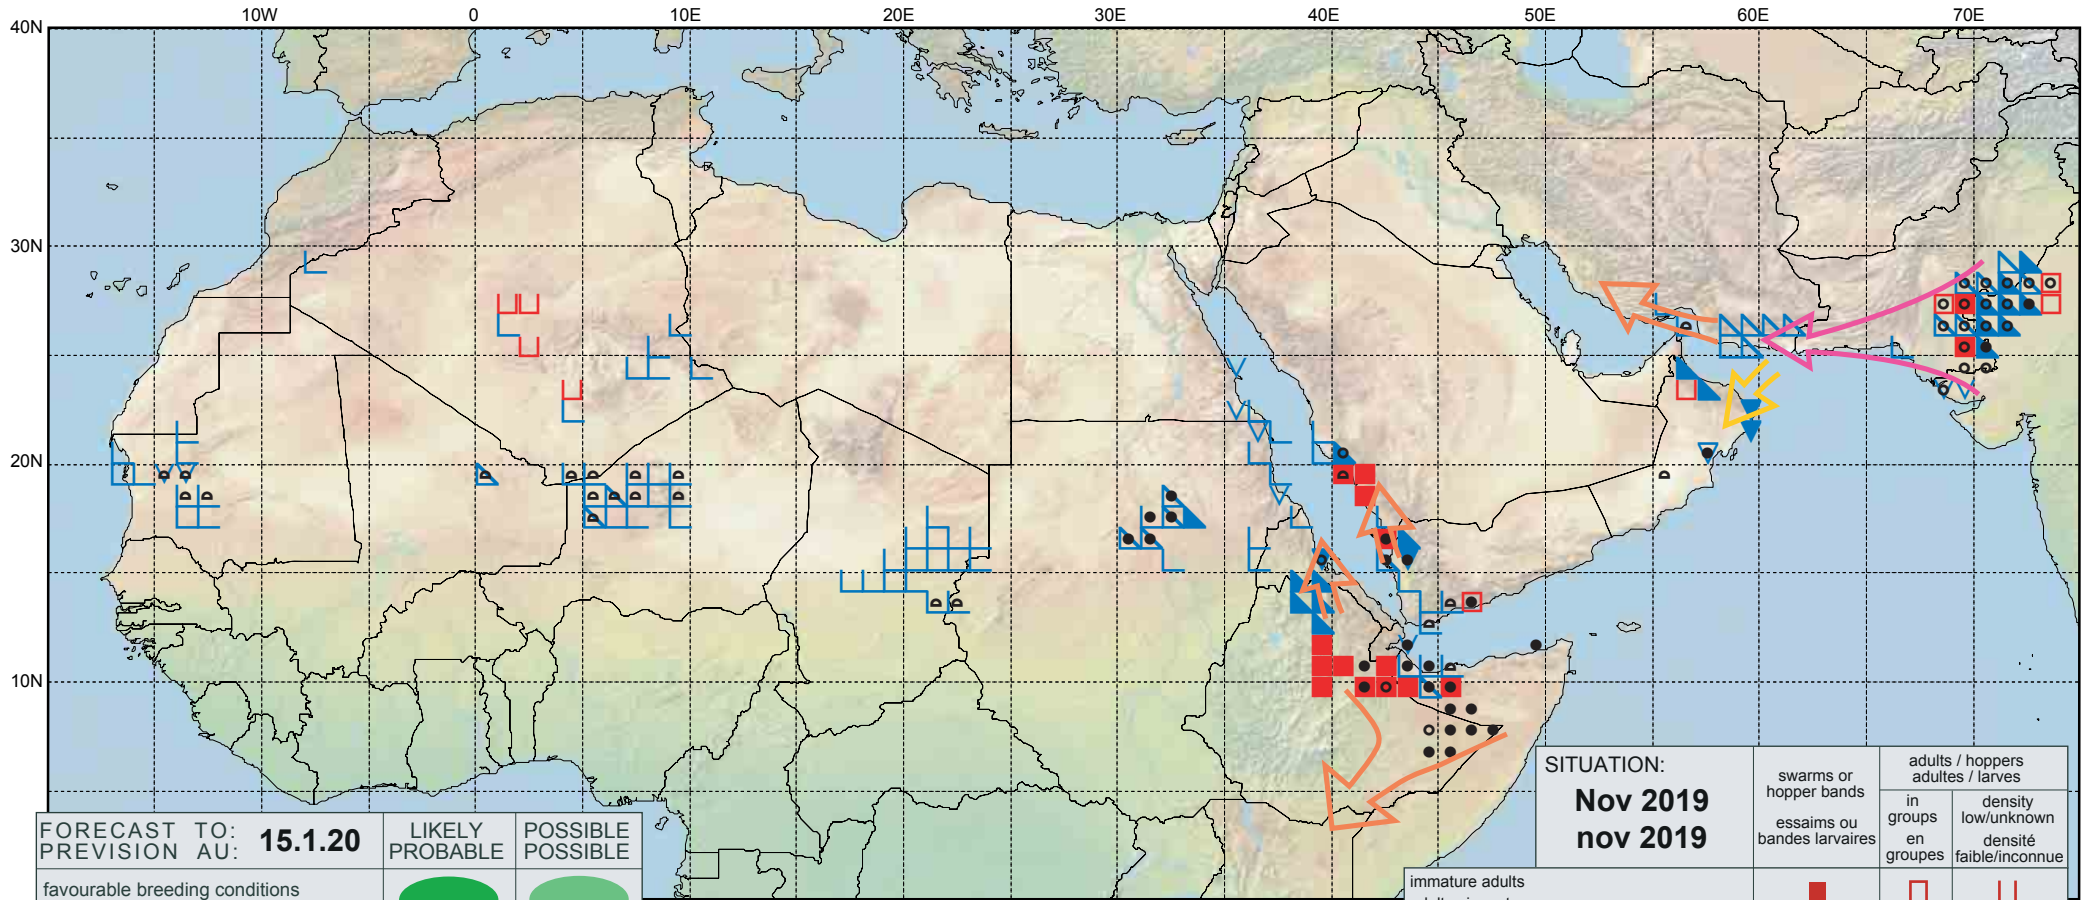 10W 0 10E 20E 30E 40E 50E 60E 70E
40N
30N
20N
10N
SITUATION:
Nov 2019
nov 2019
swarms or
hopper bands
essaims ou
bandes larvaires
adults / hoppers
adultes / larves
in
groups
en
groupes
density
low/unknown
densité
faible/inconnue
immature adults
FORECAST TO:
PREVISION AU:
15.1.20
LIKELY
PROBABLE
POSSIBLE
POSSIBLE
favourable breeding conditions